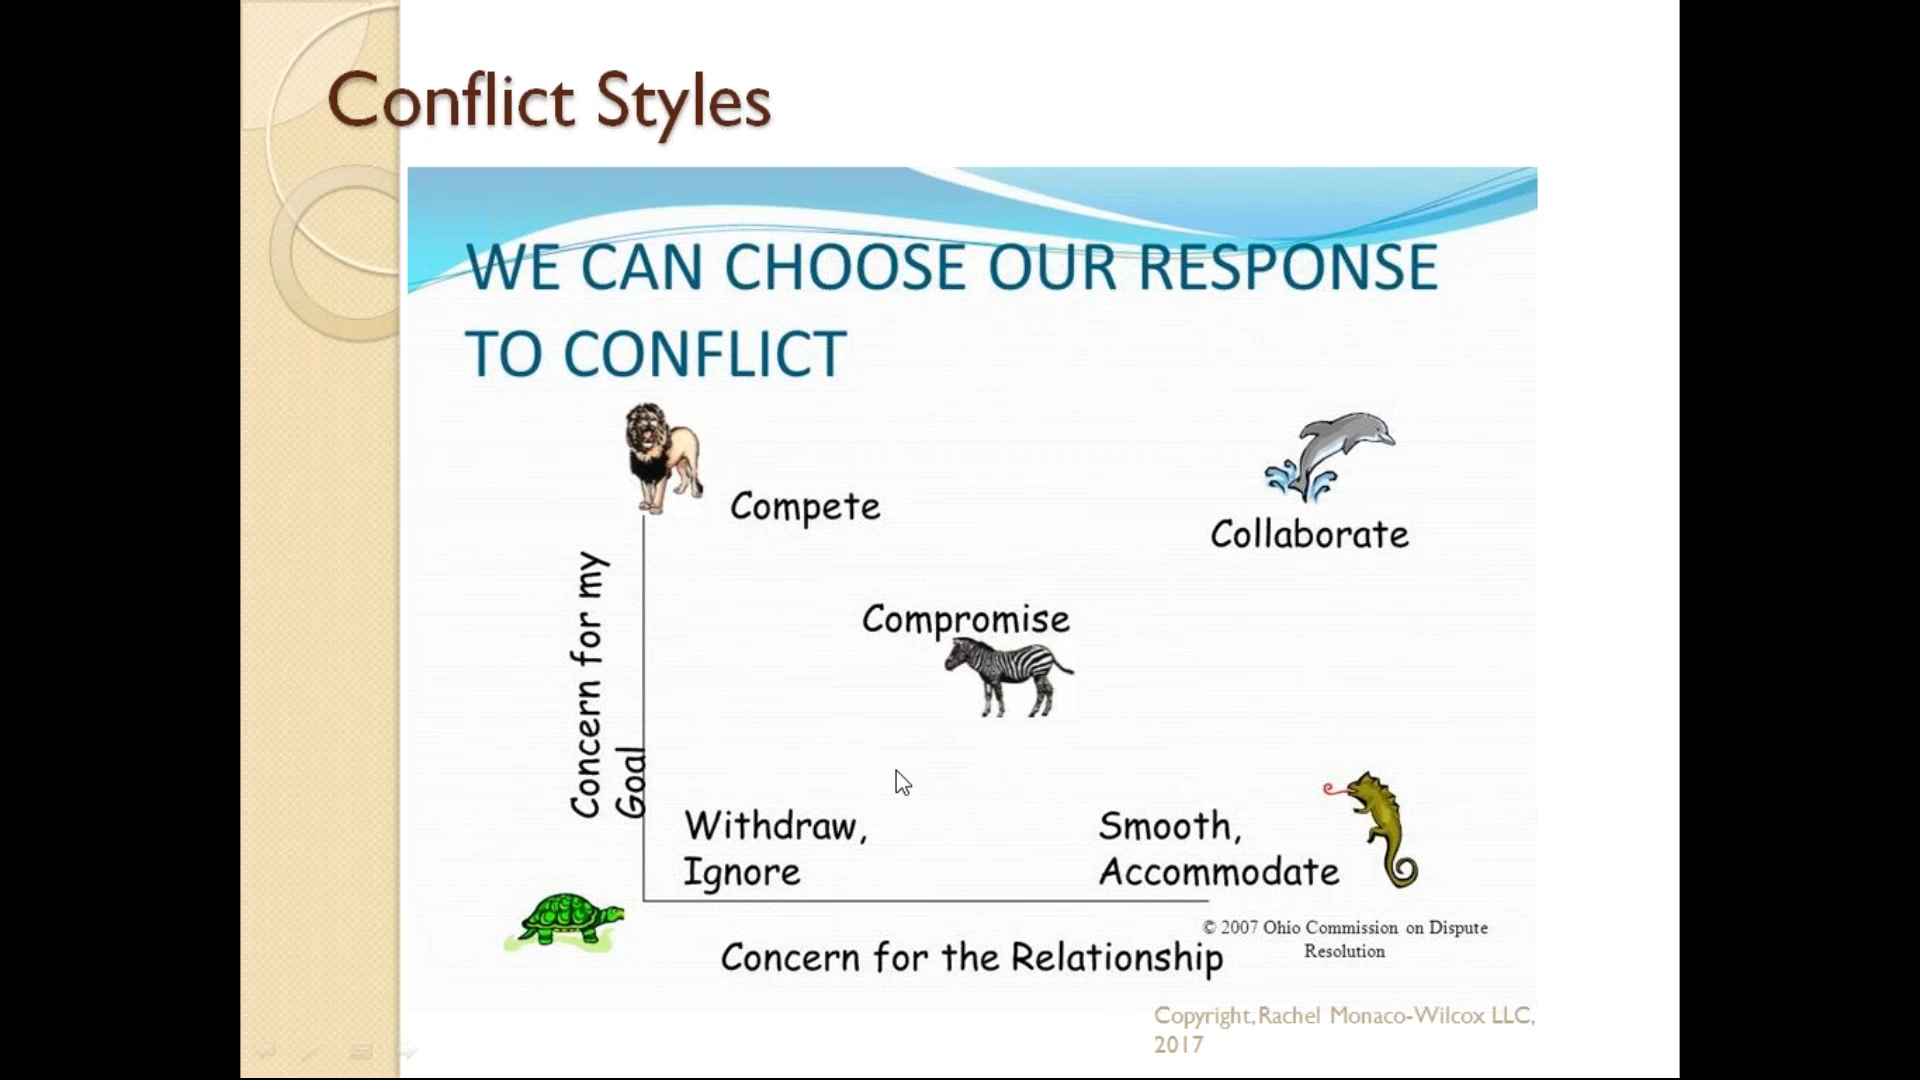 Conflict Styles
WE CAN CHOOSE OUR RESPONSE
TO CONFLICT
Compete
Collaborate
Compromise
Concern for my
Goal
Withdraw,
Ignore
Smooth,
Accommodate
© 2007 Ohio Commission on Dispute
Resolution
Concern for the Relationship
Copyright, Rachel Monaco-Wilcox LLC,
2017